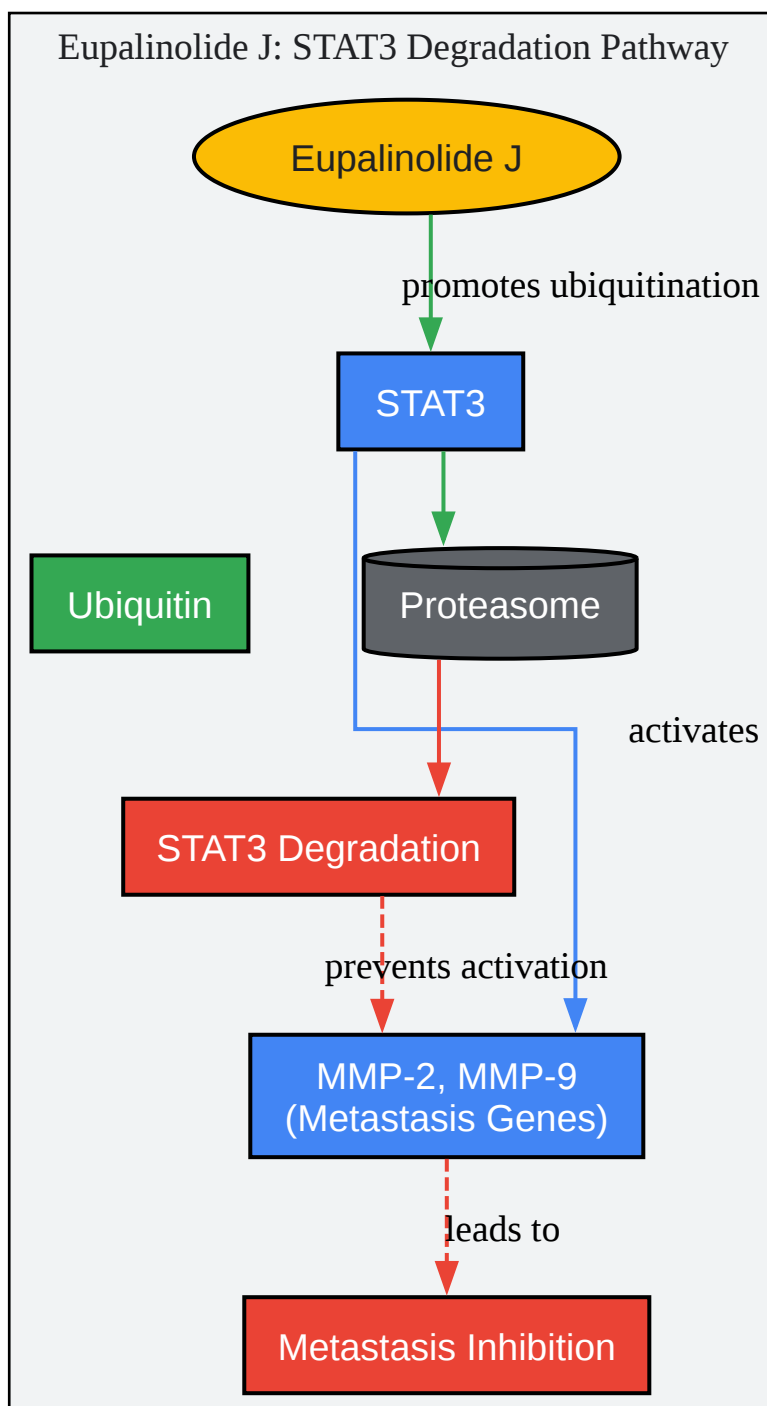 Eupalinolide J: STAT3 Degradation Pathway
Eupalinolide J
promotes ubiquitination
STAT3
Ubiquitin
Proteasome
activates
STAT3 Degradation
prevents activation
MMP-2, MMP-9
(Metastasis Genes)
leads to
Metastasis Inhibition